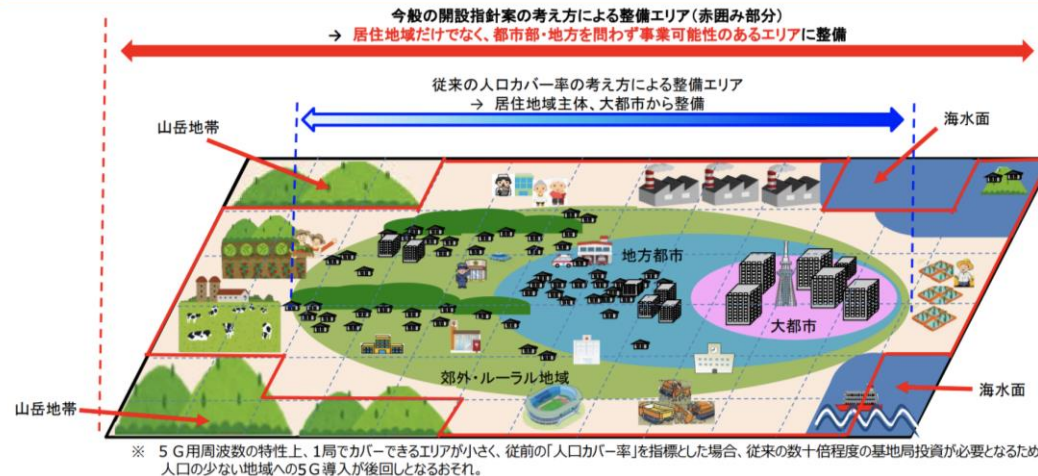 今般の開設指針案の考え方による整備エリア(赤囲み部分)
→ 居住地域だけでなく、都市部・地方を問わず事業可能性のあるエリアに整備
従来の人口カバー率の考え方による整備エリア
→ 居住地域主体、大都市から整備
山岳地帯
海水面
地方都市
大都市
郊外・ルーラル地域
山岳地帯
海水面
※ 5G用周波数の特性上、1局でカバーできるエリアが小さく、従前の「人口カバー率」を指標とした場合、従来の数十倍程度の基地局投資が必要となるため、
人口の少ない地域への5G導入が後回しとなるおそれ。